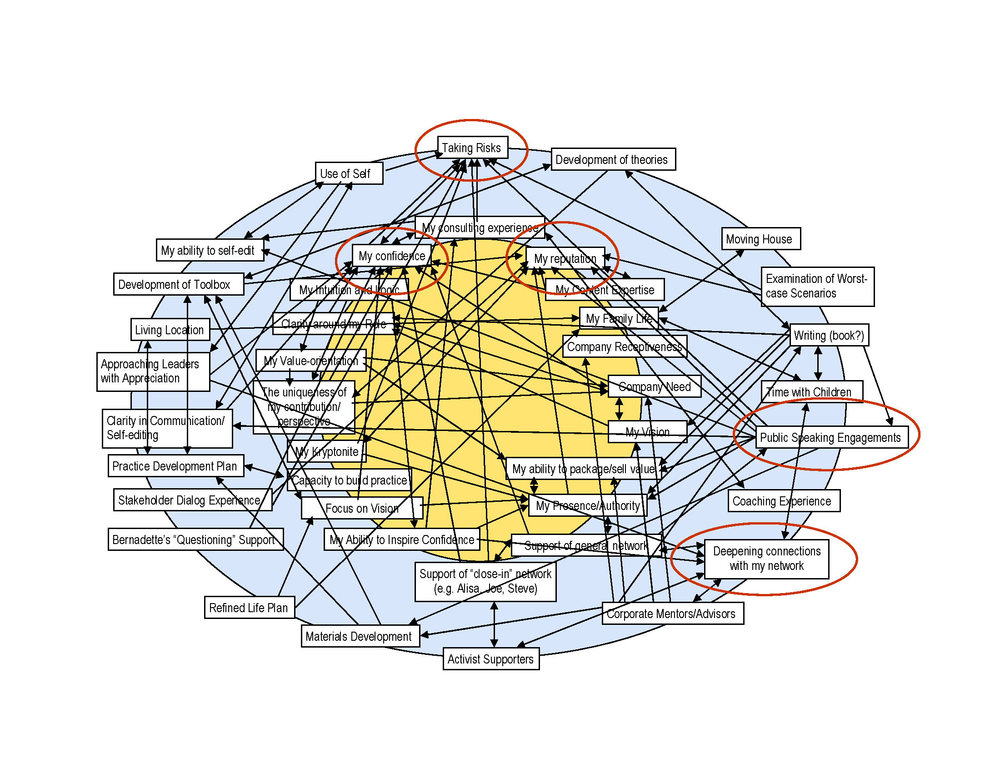 Taking Risks
Development of theories
Use of Self
My consulting experience
Moving House
My ability to self-edit
My confidence
My reputation
Development of Toolbox
My Intuition and Logic
My Content Expertise
Examination of Worst-
case Scenarios
Living Location
Clarity around my Role
My Family Life
Writing (book?)
Company Receptiveness
Approaching Leaders
with Appreciation
My Value-orientation
The uniqueness of
my contribution/
perspective
Company Need
Time with Children
Clarity in Communication/
Self-editing
My Vision
Public Speaking Engagements
My Kryptonite
Practice Development Plan
My ability to package/sell value
Capacity to build practice
Stakeholder Dialog Experience
Focus on Vision
My Presence/Authority
Coaching Experience
Bernadette's “Questioning” Support
My Ability to Inspire Confidence
Support of general network
Deepening connections
with my network
Support of “close-in” network
(e.g. Alisa, Joe, Steve)
Refined Life Plan
Corporate Mentors/Advisors
Materials Development
Activist Supporters